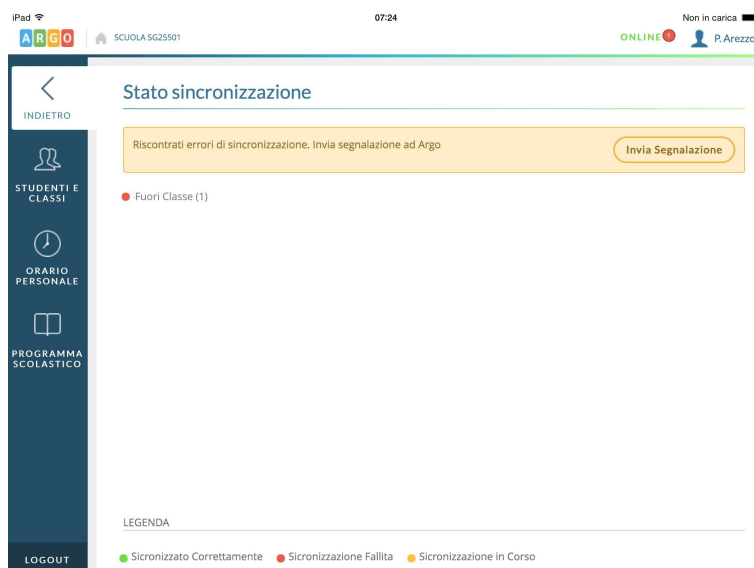 iPad 07:24 Non in carica
ARGO SCUOLA SG25501 ONLINE ! P. Arezzo
INDIETRO
Stato sincronizzazione
Riscontrati errori di sincronizzazione. Invia segnalazione ad Argo Invia Segnalazione
Fuori Classe (1)
STUDENTI E
CLASSI
ORARIO
PERSONALE
PROGRAMMA
SCOLASTICO
LEGENDA
Sicronizzato Correttamente Sicronizzazione Fallita Sicronizzazione in Corso
LOGOUT